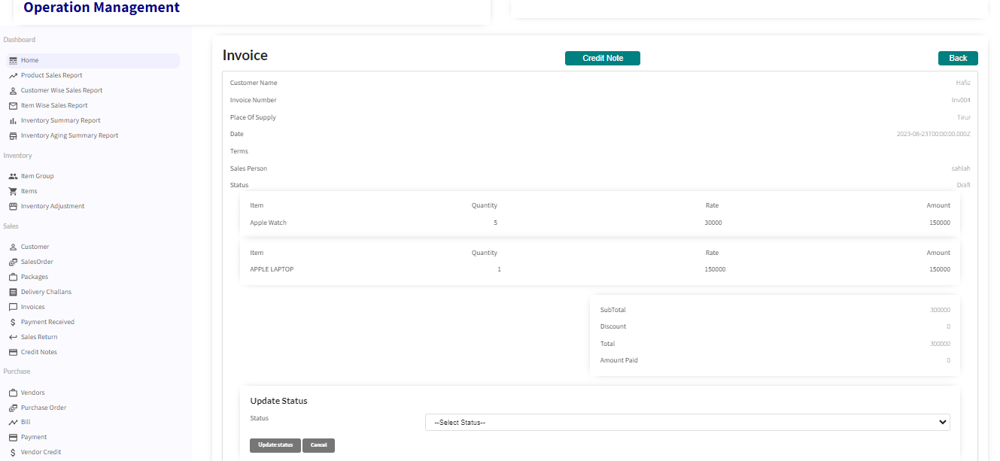 Operation Management
Dashboard
Home
Product Sales Report
Customer Wise Sales Report
Item Wise Sales Report
Inventory Summary Report
Inventory Aging Summary Report
Inventory
Item Group
Items
Inventory Adjustment
Sales
Customer
SalesOrder
Packages
Delivery Challans
Invoices
Payment Received
Sales Return
Credit Notes
Purchase
Vendors
Purchase Order
Bill
Payment
Vendor Credit
Invoice Credit Note Back
Customer Name Hafiz
Invoice Number Inv004
Place Of Supply Tirur
Date 2023-08-23T00:00:00.000Z
Terms
Sales Person sahlah
Status Draft
Item Quantity Rate Amount
Apple Watch 5 30000 150000
Item Quantity Rate Amount
APPLE LAPTOP 1 150000 150000
SubTotal 300000
Discount 0
Total 300000
Amount Paid 0
Update Status
Status --Select Status--
Update status Cancel